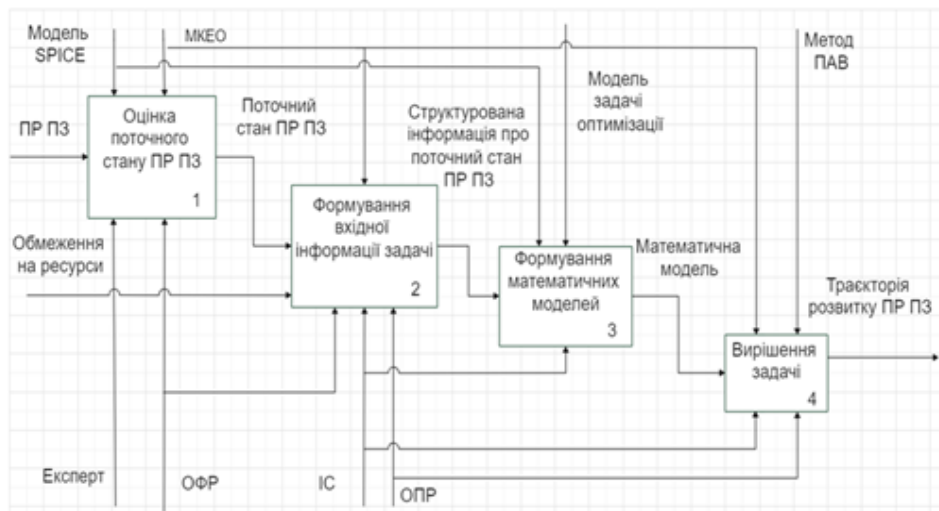 Модель
SPICE
МКЕО
Метод
ПАВ
Модель
задачі
оптимізації
ПР ПЗ
Оцінка
поточного
стану ПР ПЗ
1
Поточний
стан ПР ПЗ
Структурована
інформація про
поточний стан
ПР ПЗ
Формування
вхідної
інформації задачі
2
Обмеження
на ресурси
Формування
математичних
моделей
3
Математична
модель
Траєкторія
розвитку ПР ПЗ
Вирішення
задачі
4
Експерт
ОФР
ІС
ОПР